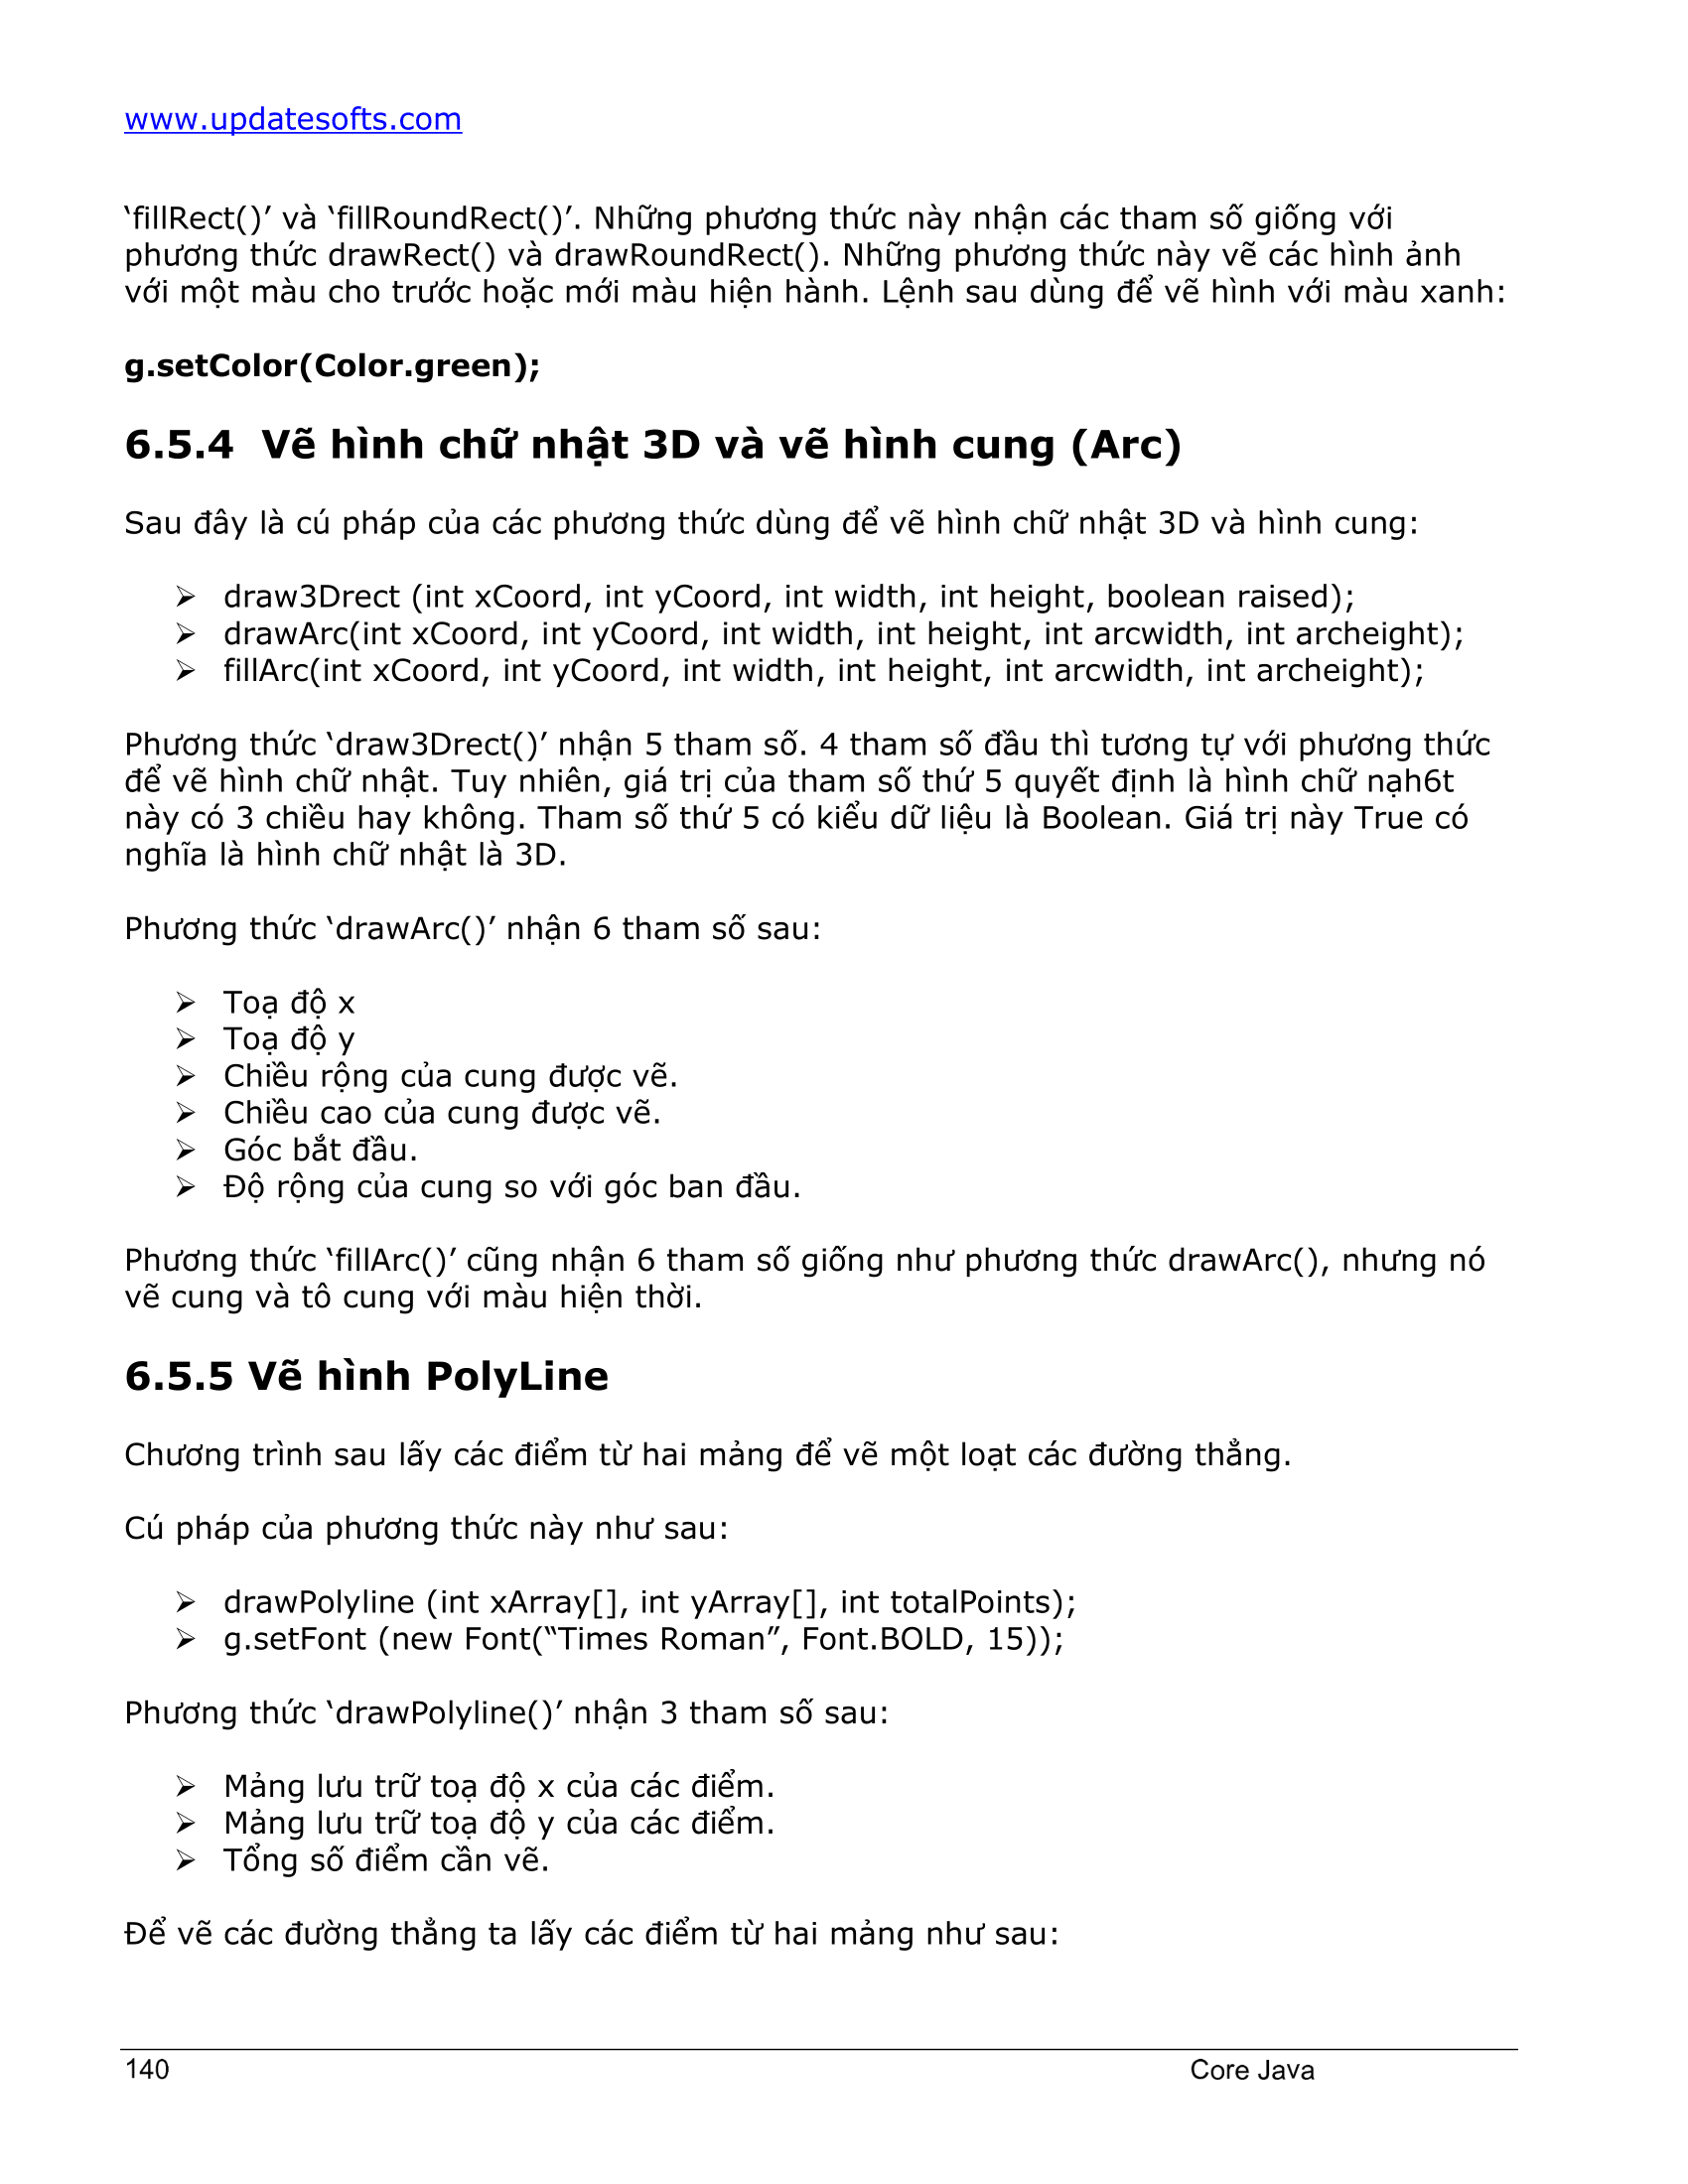 www.updatesofts.com
‘fillRect()’ và ‘fillRoundRect()’. Những phương thức này nhận các tham số giống với
phương thức drawRect() và drawRoundRect(). Những phương thức này vẽ các hình ảnh
với một màu cho trước hoặc mới màu hiện hành. Lệnh sau dùng để vẽ hình với màu xanh:
g.setColor(Color.green);
6.5.4  Vẽ hình chữ nhật 3D và vẽ hình cung (Arc)
Sau đây là cú pháp của các phương thức dùng để vẽ hình chữ nhật 3D và hình cung:
➢ draw3Drect (int xCoord, int yCoord, int width, int height, boolean raised);
➢ drawArc(int xCoord, int yCoord, int width, int height, int arcwidth, int archeight);
➢ fillArc(int xCoord, int yCoord, int width, int height, int arcwidth, int archeight);
Phương thức ‘draw3Drect()’ nhận 5 tham số. 4 tham số đầu thì tương tự với phương thức
để vẽ hình chữ nhật. Tuy nhiên, giá trị của tham số thứ 5 quyết định là hình chữ nạh6t
này có 3 chiều hay không. Tham số thứ 5 có kiểu dữ liệu là Boolean. Giá trị này True có
nghĩa là hình chữ nhật là 3D.
Phương thức ‘drawArc()’ nhận 6 tham số sau:
➢ Toạ độ x
➢ Toạ độ y
➢ Chiều rộng của cung được vẽ.
➢ Chiều cao của cung được vẽ.
➢ Góc bắt đầu.
➢ Độ rộng của cung so với góc ban đầu.
Phương thức ‘fillArc()’ cũng nhận 6 tham số giống như phương thức drawArc(), nhưng nó
vẽ cung và tô cung với màu hiện thời.
6.5.5 Vẽ hình PolyLine
Chương trình sau lấy các điểm từ hai mảng để vẽ một loạt các đường thẳng.
Cú pháp của phương thức này như sau:
➢ drawPolyline (int xArray[], int yArray[], int totalPoints);
➢ g.setFont (new Font(“Times Roman”, Font.BOLD, 15));
Phương thức ‘drawPolyline()’ nhận 3 tham số sau:
➢ Mảng lưu trữ toạ độ x của các điểm.
➢ Mảng lưu trữ toạ độ y của các điểm.
➢ Tổng số điểm cần vẽ.
Để vẽ các đường thẳng ta lấy các điểm từ hai mảng như sau:
140 Core Java